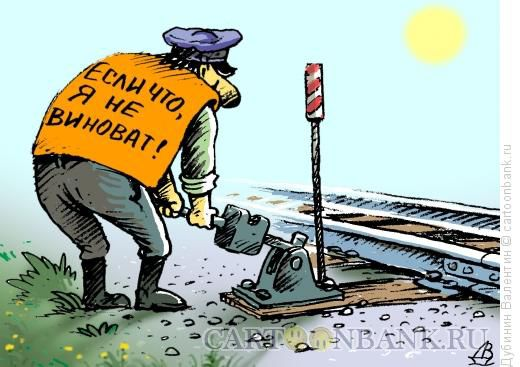 ЕСЛИ ЧТО,
Я НЕ
ВИНОВАТ!
CARTOONBANK.RU
Дубинин Валентин © cartoonbank.ru